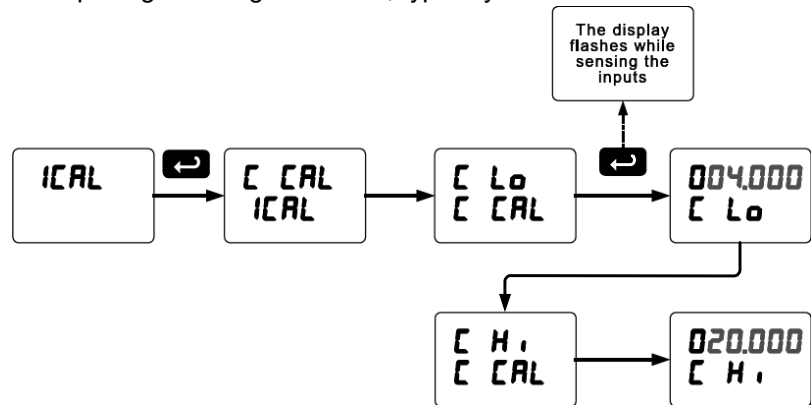 The display
flashes while
sensing the
inputs
ICAL
C CAL
ICAL
C Lo
C CAL
004.000
C Lo
C Hi
C CAL
020.000
C Hi